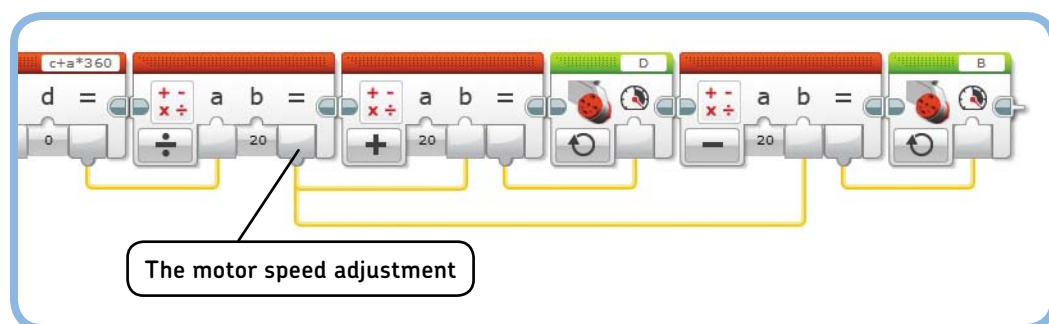 c+a*360 D B
d = a b = a b = a b =
+ - x ÷ + - x ÷ + - x ÷
0 ÷ 20 + 20 − 20
The motor speed adjustment